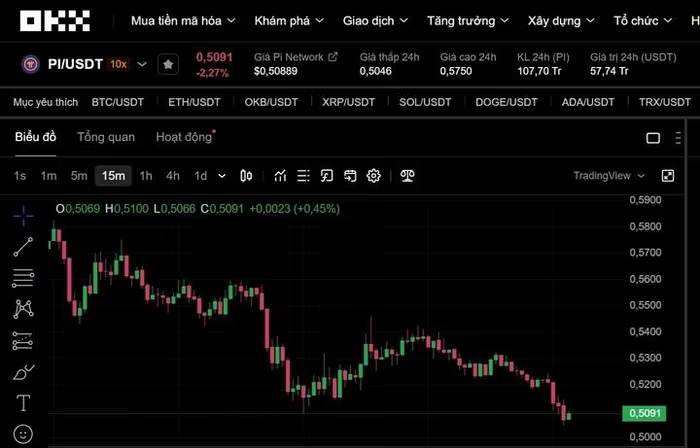 OKX Mua tiền mã hóa Khám phá Giao dịch Tăng trưởng Xây dựng Tổ chức
PI/USDT 10x 0,5091 Giá Pi Network Giá thấp 24h Giá cao 24h KL 24h (PI) Giá trị 24h (USDT)
-2,27% $0,50889 0,5046 0,5750 107,70 Tr 57,74 Tr
Mục yêu thích BTC/USDT ETH/USDT OKB/USDT XRP/USDT SOL/USDT DOGE/USDT ADA/USDT TRX/USDT
Biểu đồ Tổng quan Hoạt động
1s 1m 5m 15m 1h 4h 1d TradingView
O0,5069 H0,5100 L0,5066 C0,5091 +0,0023 (+0,45%)
0,5900
0,5800
0,5700
0,5600
0,5500
0,5400
0,5300
0,5200
0,5091
0,5000